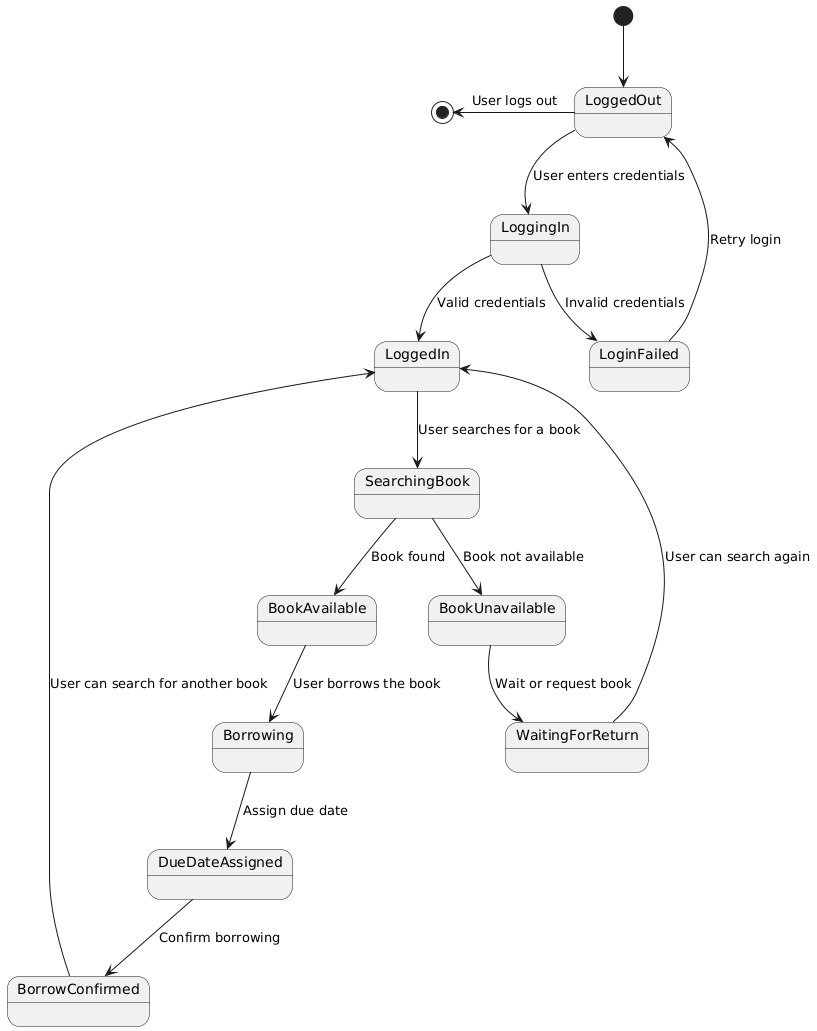 User logs out
LoggedOut
User enters credentials
LoggingIn
Retry login
Valid credentials
Invalid credentials
LoggedIn
LoginFailed
User searches for a book
SearchingBook
Book found
Book not available
User can search again
BookAvailable
BookUnavailable
User can search for another book
User borrows the book
Wait or request book
Borrowing
WaitingForReturn
Assign due date
DueDateAssigned
Confirm borrowing
BorrowConfirmed